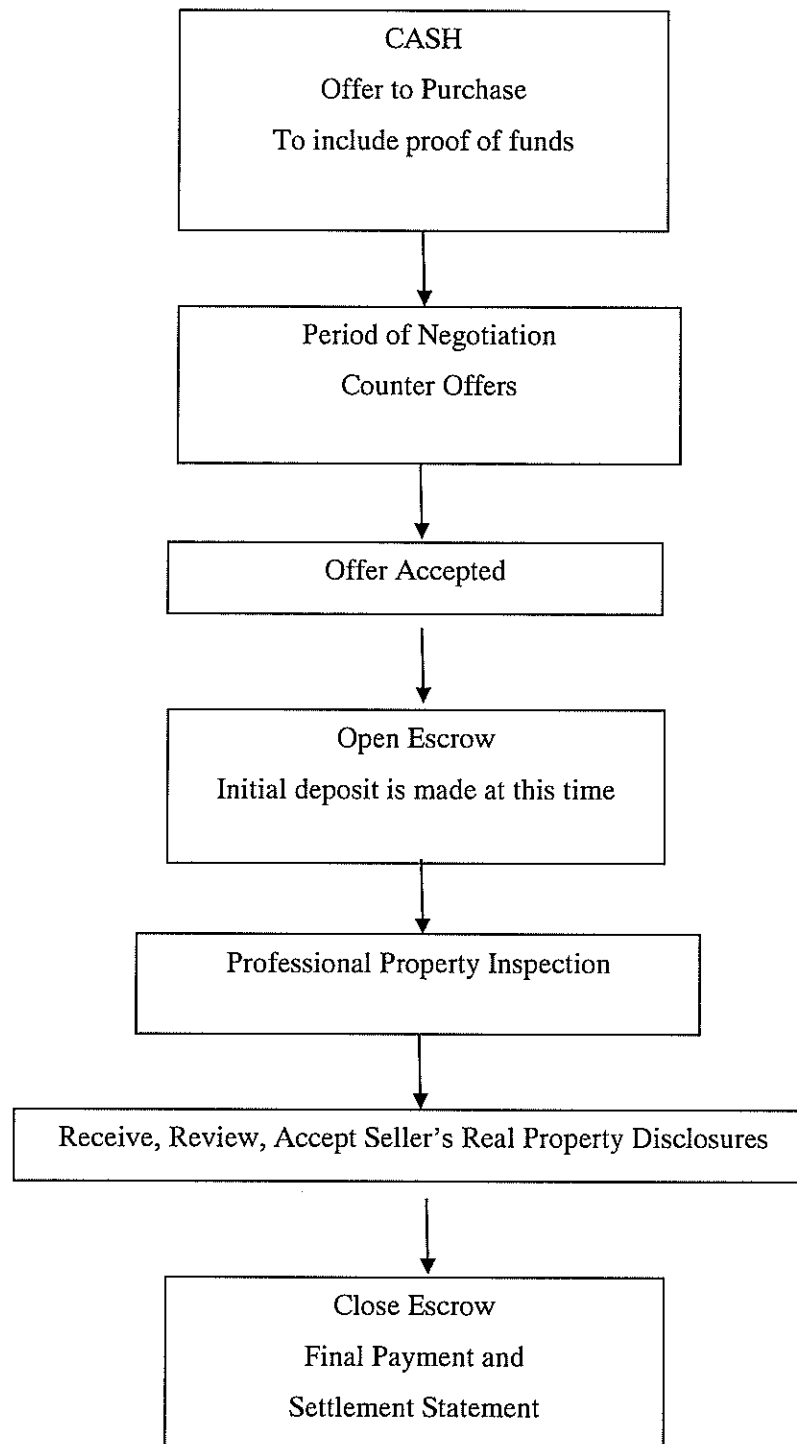 CASH
Offer to Purchase
To include proof of funds
Period of Negotiation
Counter Offers
Offer Accepted
Open Escrow
Initial deposit is made at this time
Professional Property Inspection
Receive, Review, Accept Seller's Real Property Disclosures
Close Escrow
Final Payment and
Settlement Statement